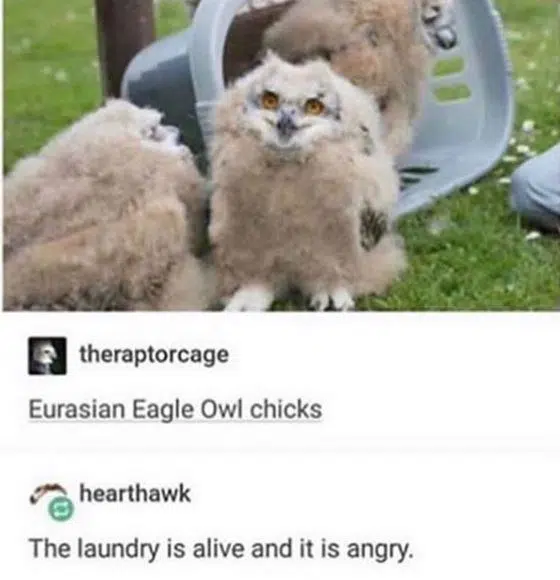 theraptorcage
Eurasian Eagle Owl chicks
hearthawk
The laundry is alive and it is angry.